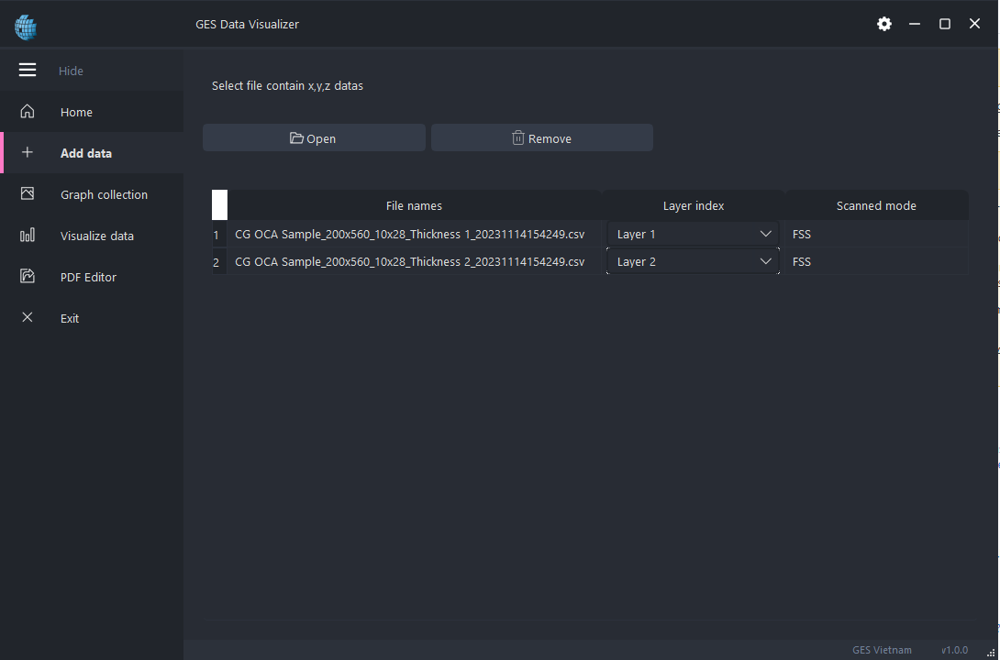 GES Data Visualizer
Hide
Home
Add data
Graph collection
Visualize data
PDF Editor
Exit
Select file contain x,y,z datas
Open Remove
File names Layer index Scanned mode
1 CG OCA Sample_200x560_10x28_Thickness 1_20231114154249.csv Layer 1 FSS
2 CG OCA Sample_200x560_10x28_Thickness 2_20231114154249.csv Layer 2 FSS
GES Vietnam v1.0.0